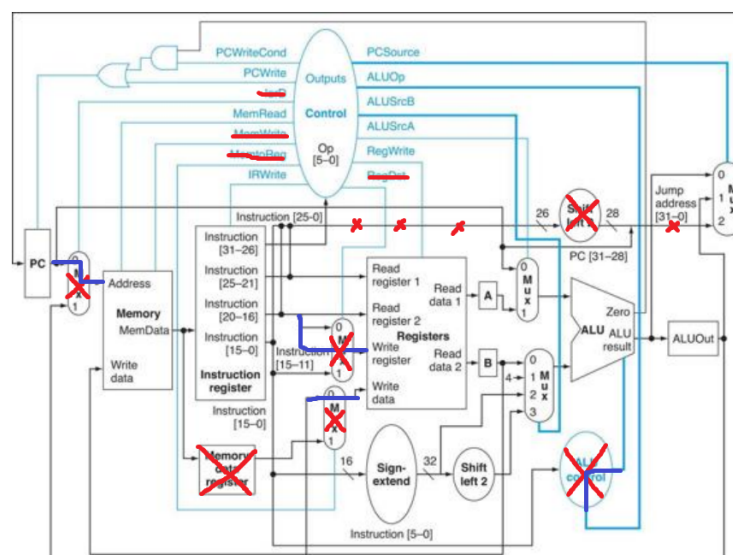 PCWriteCond
PCWrite
IorD
MemRead
MemWrite
MemtoReg
IRWrite
Outputs
Control
Op
[5–0]
PCSource
ALUOp
ALUSrcB
ALUSrcA
RegWrite
RegDst
Instruction [25–0]
26
Shift
left 2
28
Jump
address
[31–0]
0
1
2
M
u
x
PC [31–28]
PC
0
M
u
x
1
Address
Memory
MemData
Write
data
Instruction
[31–26]
Instruction
[25–21]
Instruction
[20–16]
Instruction
[15–0]
Instruction
register
Instruction
[15–0]
Instruction
[15–11]
0
M
u
x
1
0
M
u
x
1
Memory
data
register
Read
register 1
Read
register 2
Registers
Write
register
Write
data
Read
data 1
Read
data 2
A
B
0
M
u
x
1
4
0
1
2
3
M
u
x
Zero
ALU
ALU
result
ALUOut
16
Sign-
extend
32
Shift
left 2
ALU
control
Instruction [5–0]